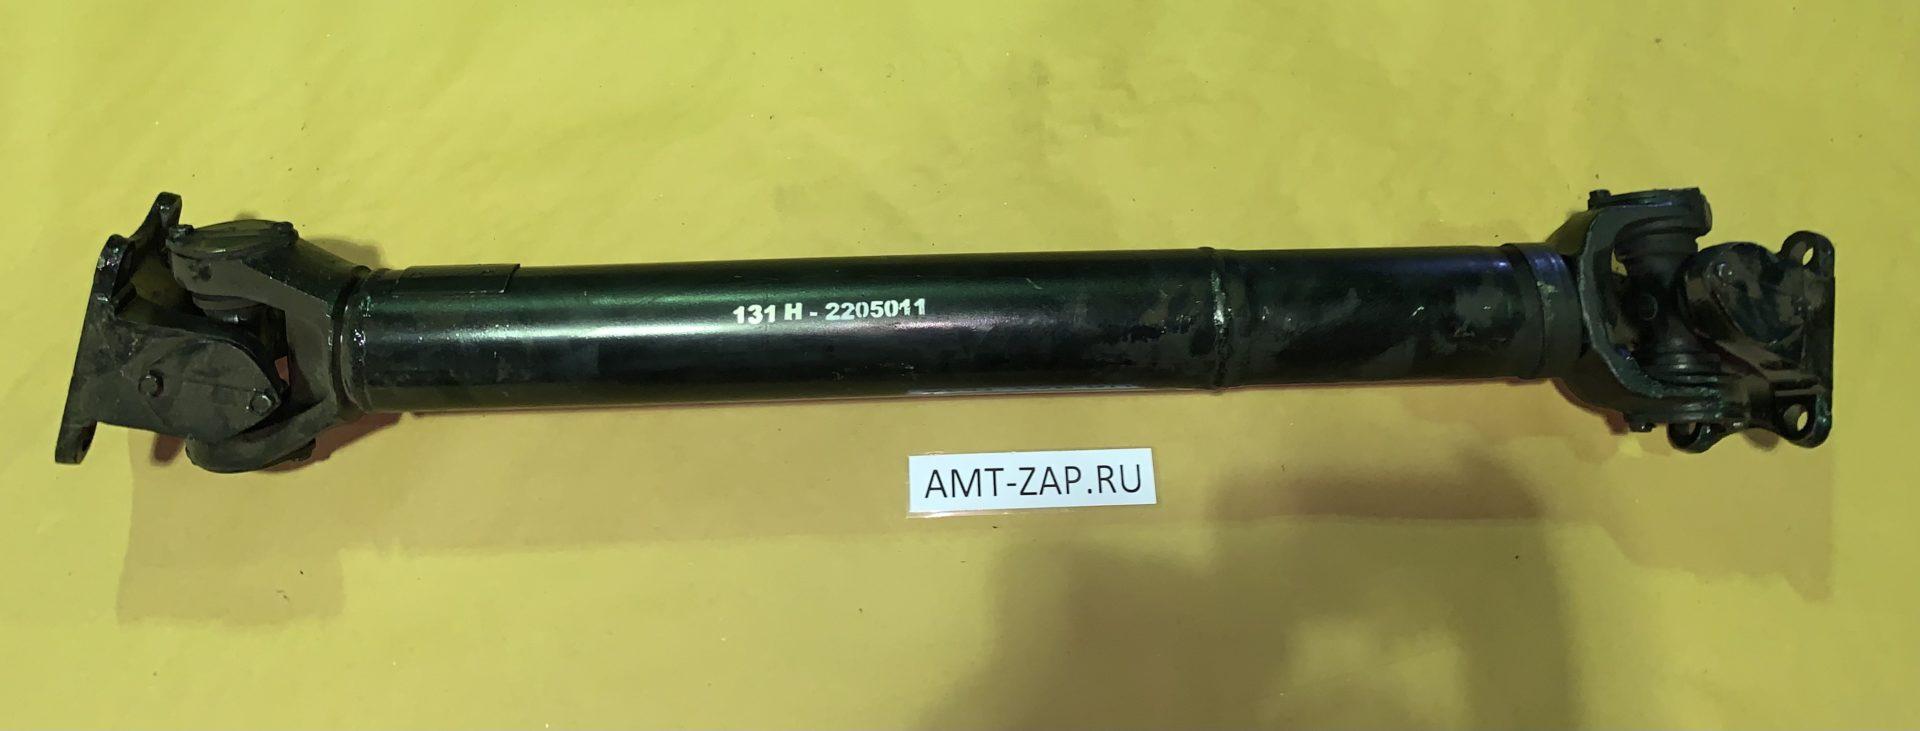 131 Н - 2205011
AMT-ZAP.RU